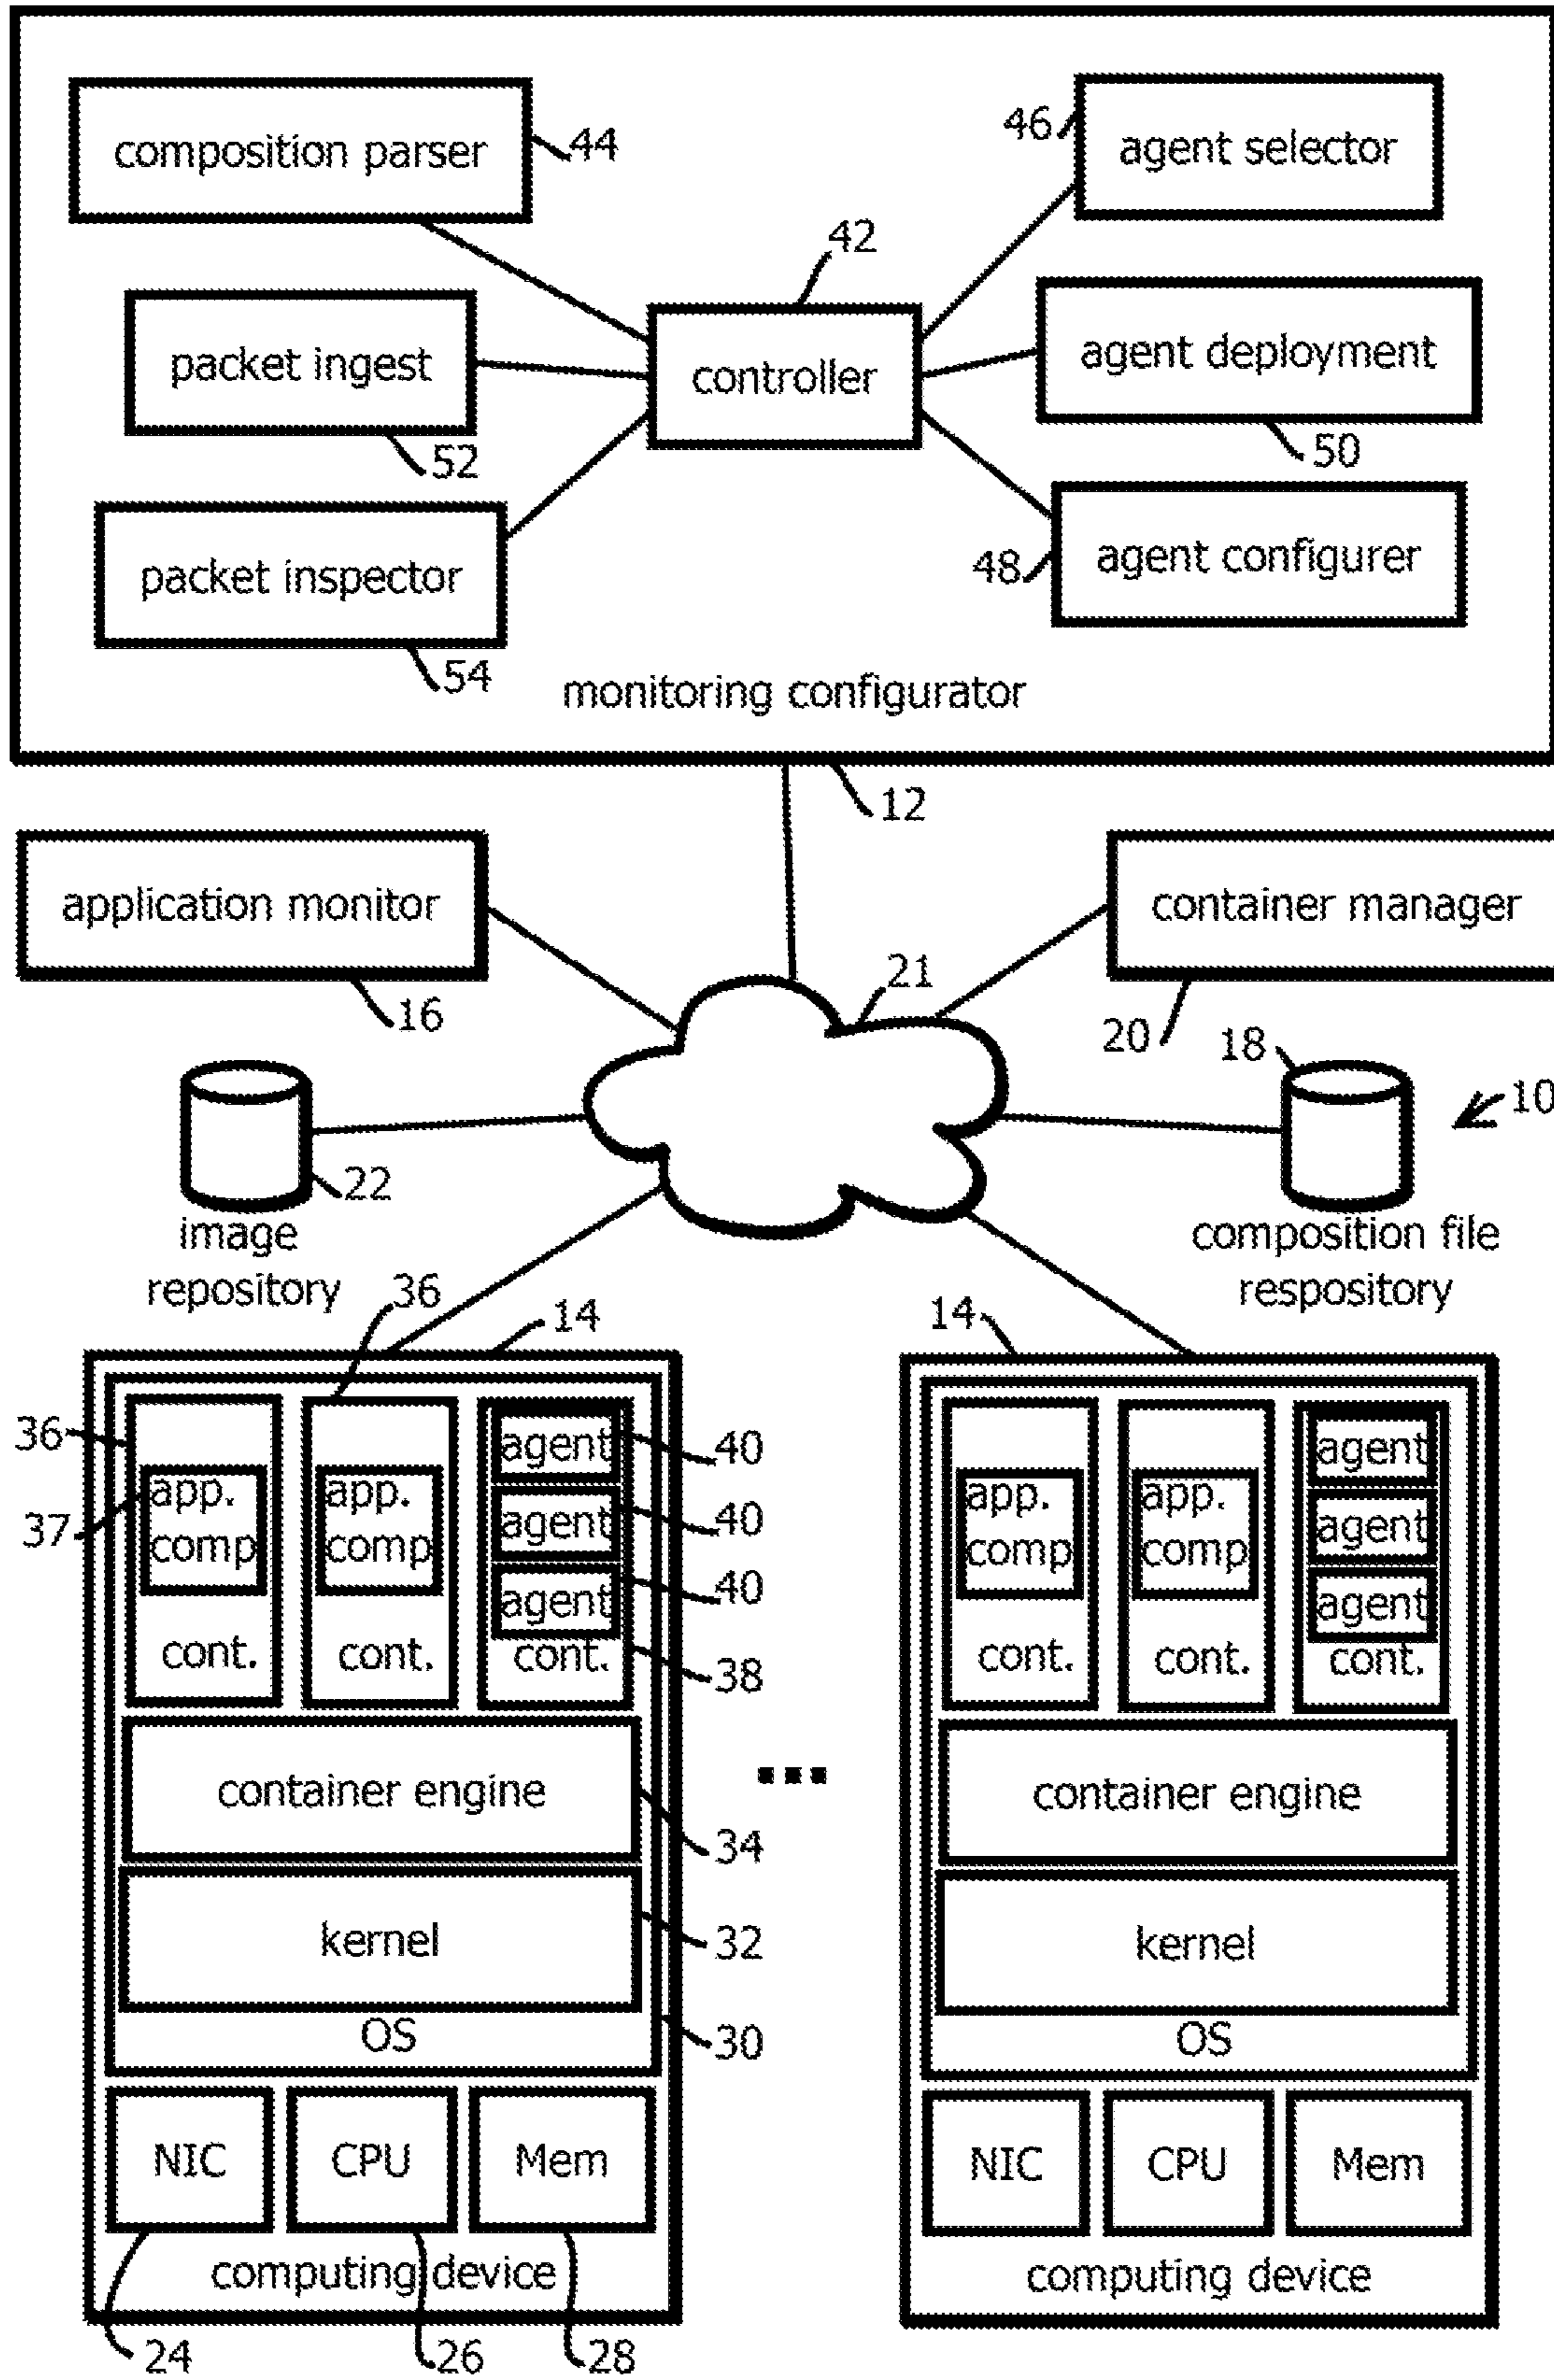 composition parser
44
46
agent selector
42
packet ingest
52
controller
agent deployment
50
packet inspector
54
48
agent configurer
monitoring configurator
12
application monitor
16
container manager
20
21
18
10
22
image
repository
composition file
respository
36
14
14
36
37
app.
comp
cont.
app.
comp
cont.
agent
agent
agent
cont.
40
40
40
38
app.
comp
cont.
app.
comp
cont.
agent
agent
agent
cont.
container engine
34
...
container engine
kernel
32
kernel
OS
30
OS
NIC
CPU
Mem
NIC
CPU
Mem
computing device
computing device
24
26
28